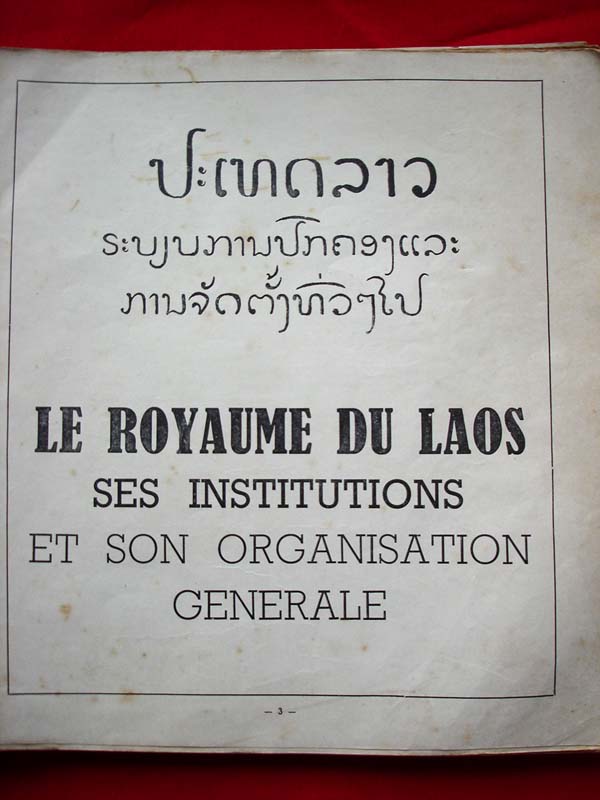 ປະເທດລາວ
ຣະບຽບການປົກຄອງແລະ
ການຈັດຕັ້ງທົ່ວໆໄປ
LE ROYAUME DU LAOS
SES INSTITUTIONS
ET SON ORGANISATION
GENERALE
— 3 —